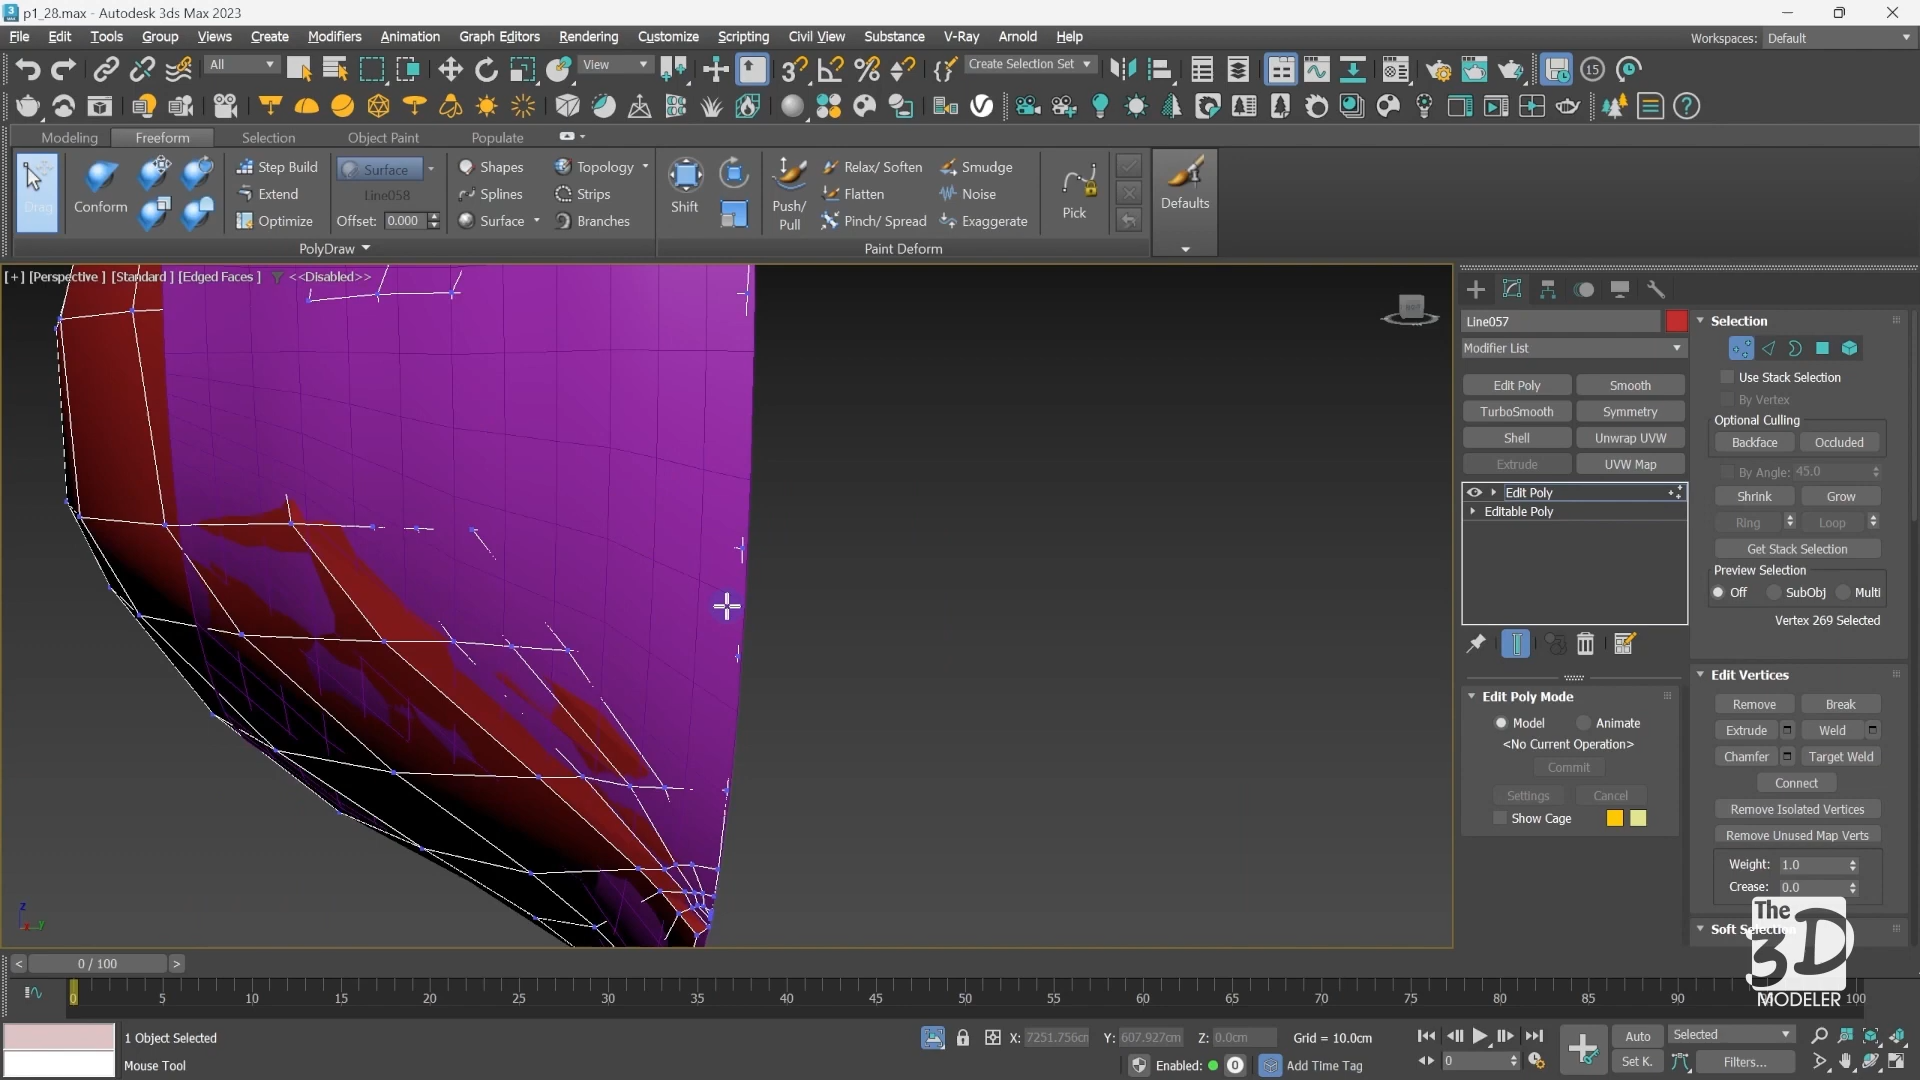 p1_28.max - Autodesk 3ds Max 2023
File Edit Tools Group Views Create Modifiers Animation Graph Editors Rendering Customize Scripting Civil View Substance V-Ray Arnold Help
Workspaces: Default
All View Create Selection Set 15
Modeling Freeform Selection Object Paint Populate
Step Build Surface Shapes Topology Relax/ Soften Smudge
Drag Conform Extend Line058 Splines Strips Shift Push/ Pull Flatten Noise Pick Defaults
Optimize Offset: 0.000 Surface Branches Pinch/ Spread Exaggerate
PolyDraw Paint Deform
[+] [Perspective ] [Standard ] [Edged Faces ] <<Disabled>>
Line057
Modifier List
Edit Poly Smooth
TurboSmooth Symmetry
Shell Unwrap UVW
Extrude UVW Map
Edit Poly
Editable Poly
Edit Poly Mode
Model Animate
<No Current Operation>
Commit
Settings Cancel
Show Cage
Selection
Use Stack Selection
By Vertex
Optional Culling
Backface Occluded
By Angle: 45.0
Shrink Grow
Ring Loop
Get Stack Selection
Preview Selection
Off SubObj Multi
Vertex 269 Selected
Edit Vertices
Remove Break
Extrude Weld
Chamfer Target Weld
Connect
Remove Isolated Vertices
Remove Unused Map Verts
Weight: 1.0
Crease: 0.0
Soft Selection
The
3D
MODELER
z
y
< 0 / 100 >
0 5 10 15 20 25 30 35 40 45 50 55 60 65 70 75 80 85 90 100
1 Object Selected X: 7251.756cm Y: 607.927cm Z: 0.0cm Grid = 10.0cm Auto Selected
Mouse Tool Enabled: 0 Add Time Tag 0 Set K. Filters...